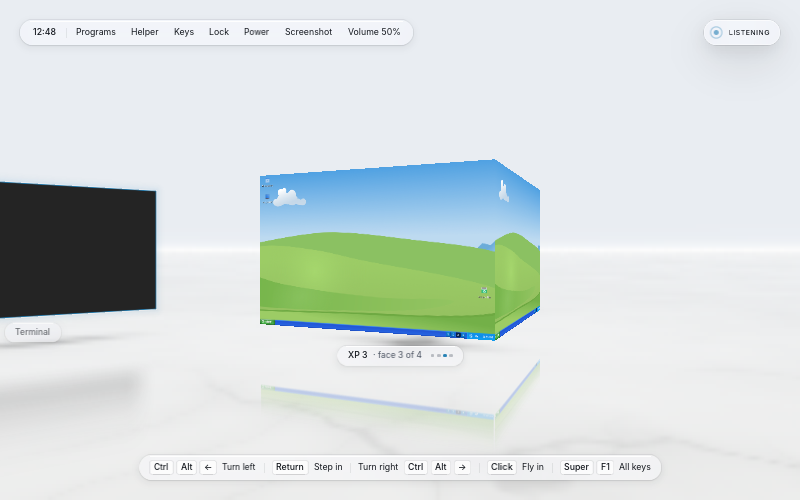 12:48 Programs Helper Keys Lock Power Screenshot Volume 50%
LISTENING
Terminal
XP 3 · face 3 of 4
Ctrl Alt ← Turn left Return Step in Turn right Ctrl Alt → Click Fly in Super F1 All keys